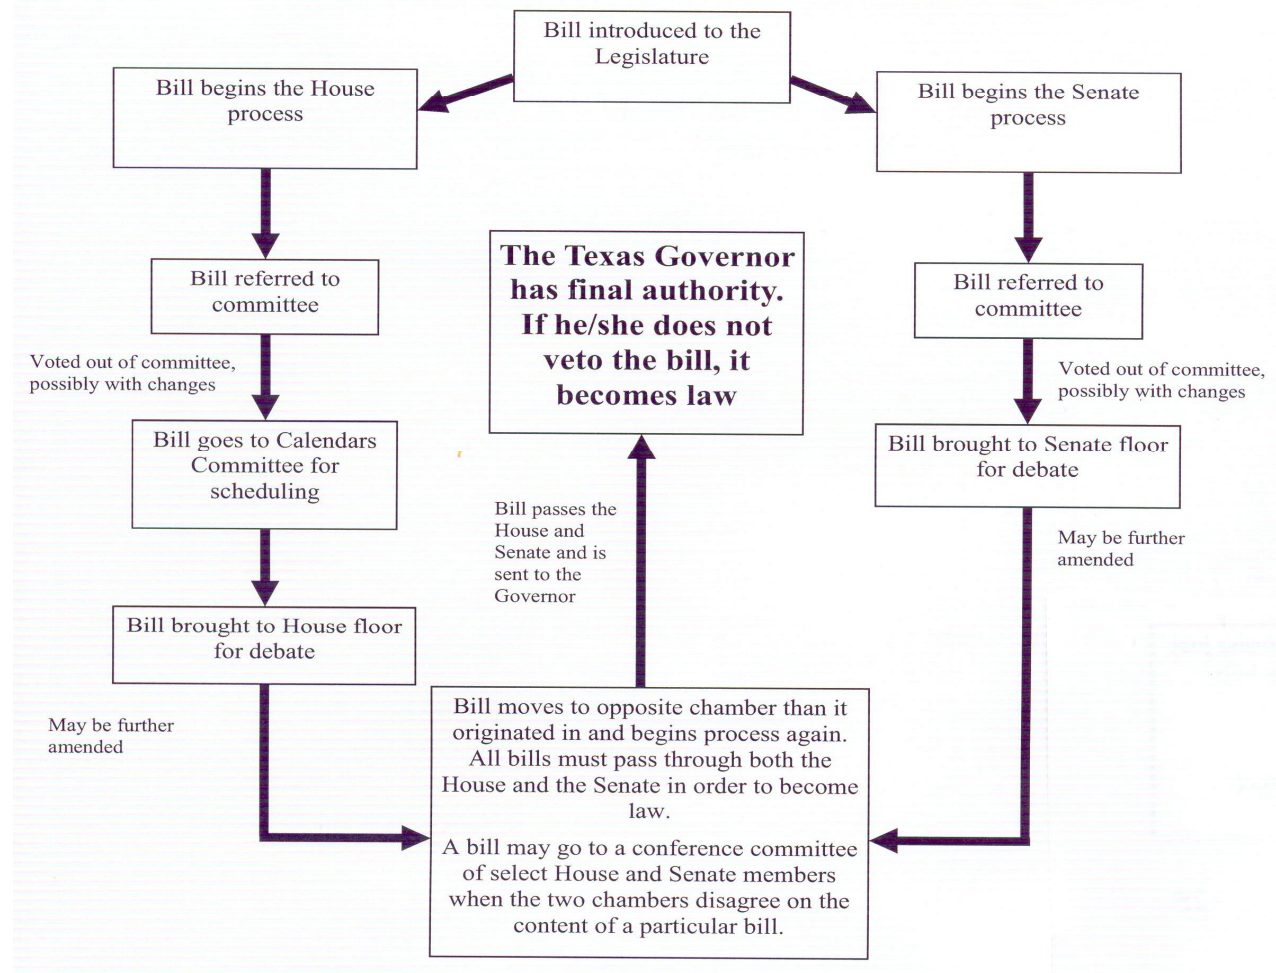 Bill introduced to the
Legislature
Bill begins the House
process
Bill begins the Senate
process
Bill referred to
committee
The Texas Governor
has final authority.
If he/she does not
veto the bill, it
becomes law
Bill referred to
committee
Voted out of committee,
possibly with changes
Voted out of committee,
possibly with changes
Bill goes to Calendars
Committee for
scheduling
Bill brought to Senate floor
for debate
Bill passes the
House and
Senate and is
sent to the
Governor
May be further
amended
Bill brought to House floor
for debate
May be further
amended
Bill moves to opposite chamber than it
originated in and begins process again.
All bills must pass through both the
House and the Senate in order to become
law.
A bill may go to a conference committee
of select House and Senate members
when the two chambers disagree on the
content of a particular bill.